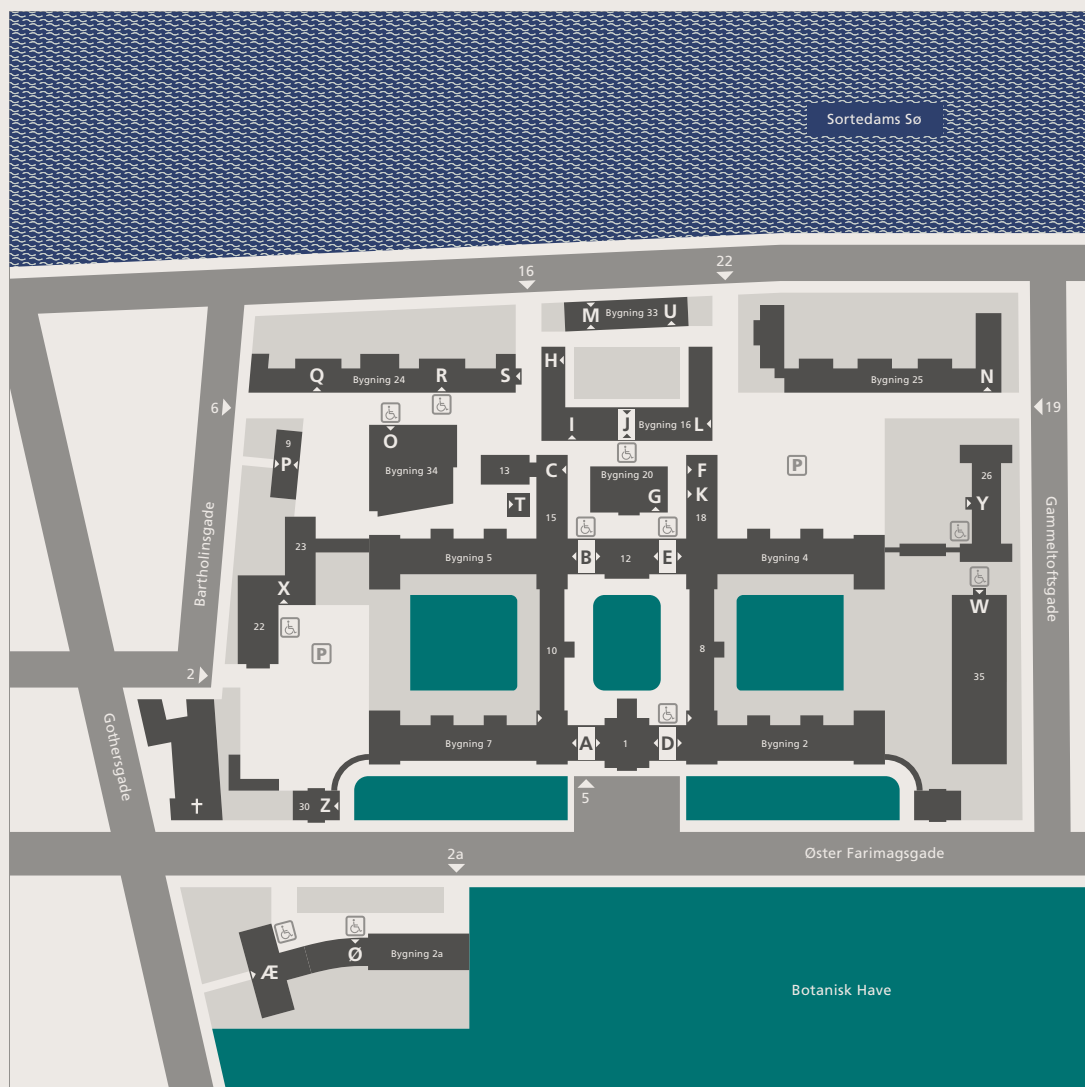 Sortedams Sø
22
16
M
Bygning 33
U
H
Q
Bygning 24
R
S
Bygning 25
N
6
19
I
J
Bygning 16
L
9
P
O
Bygning 34
13
C
Bygning 20
G
F
K
P
26
Y
T
15
18
Bartholinsgade
Gammeltoftsgade
23
Bygning 5
B
12
E
Bygning 4
X
22
W
P
10
8
35
2
Gothersgade
Bygning 7
A
1
D
Bygning 2
5
30
Z
2a
Øster Farimagsgade
Æ
Ø
Bygning 2a
Botanisk Have